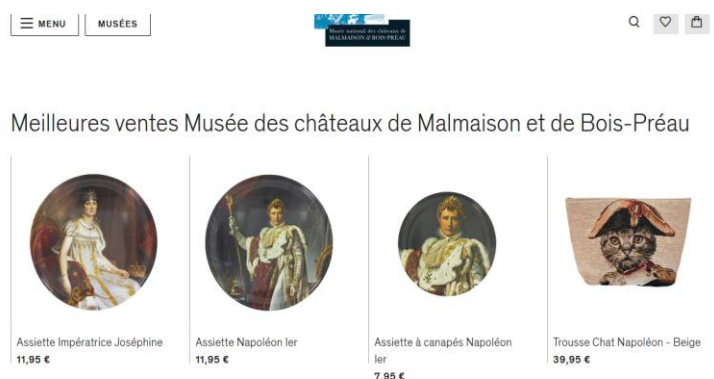 MENU
MUSÉES
Musée national des châteaux de
MALMAISON & BOIS-PRÉAU
Meilleures ventes Musée des châteaux de Malmaison et de Bois-Préau
Assiette Impératrice Joséphine
11,95 €
Assiette Napoléon Ier
11,95 €
Assiette à canapés Napoléon
Ier
7,95 €
Trousse Chat Napoléon - Beige
39,95 €